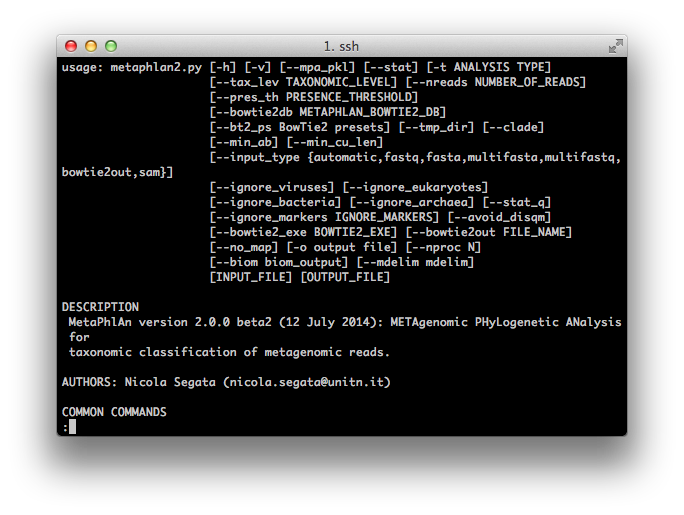 1. ssh
usage: metaphlan2.py [-h] [-v] [--mpa_pkl] [--stat] [-t ANALYSIS TYPE]
[--tax_lev TAXONOMIC_LEVEL] [--nreads NUMBER_OF_READS]
[--pres_th PRESENCE_THRESHOLD]
[--bowtie2db METAPHLAN_BOWTIE2_DB]
[--bt2_ps BowTie2 presets] [--tmp_dir] [--clade]
[--min_ab] [--min_cu_len]
[--input_type {automatic,fastq,fasta,multifasta,multifastq,
bowtie2out,sam}]
[--ignore_viruses] [--ignore_eukaryotes]
[--ignore_bacteria] [--ignore_archaea] [--stat_q]
[--ignore_markers IGNORE_MARKERS] [--avoid_disqm]
[--bowtie2_exe BOWTIE2_EXE] [--bowtie2out FILE_NAME]
[--no_map] [-o output file] [--nproc N]
[--biom biom_output] [--mdelim mdelim]
[INPUT_FILE] [OUTPUT_FILE]
DESCRIPTION
MetaPhlAn version 2.0.0 beta2 (12 July 2014): METAgenomic PHyLogenetic ANalysis
for
taxonomic classification of metagenomic reads.
AUTHORS: Nicola Segata (nicola.segata@unitn.it)
COMMON COMMANDS
: